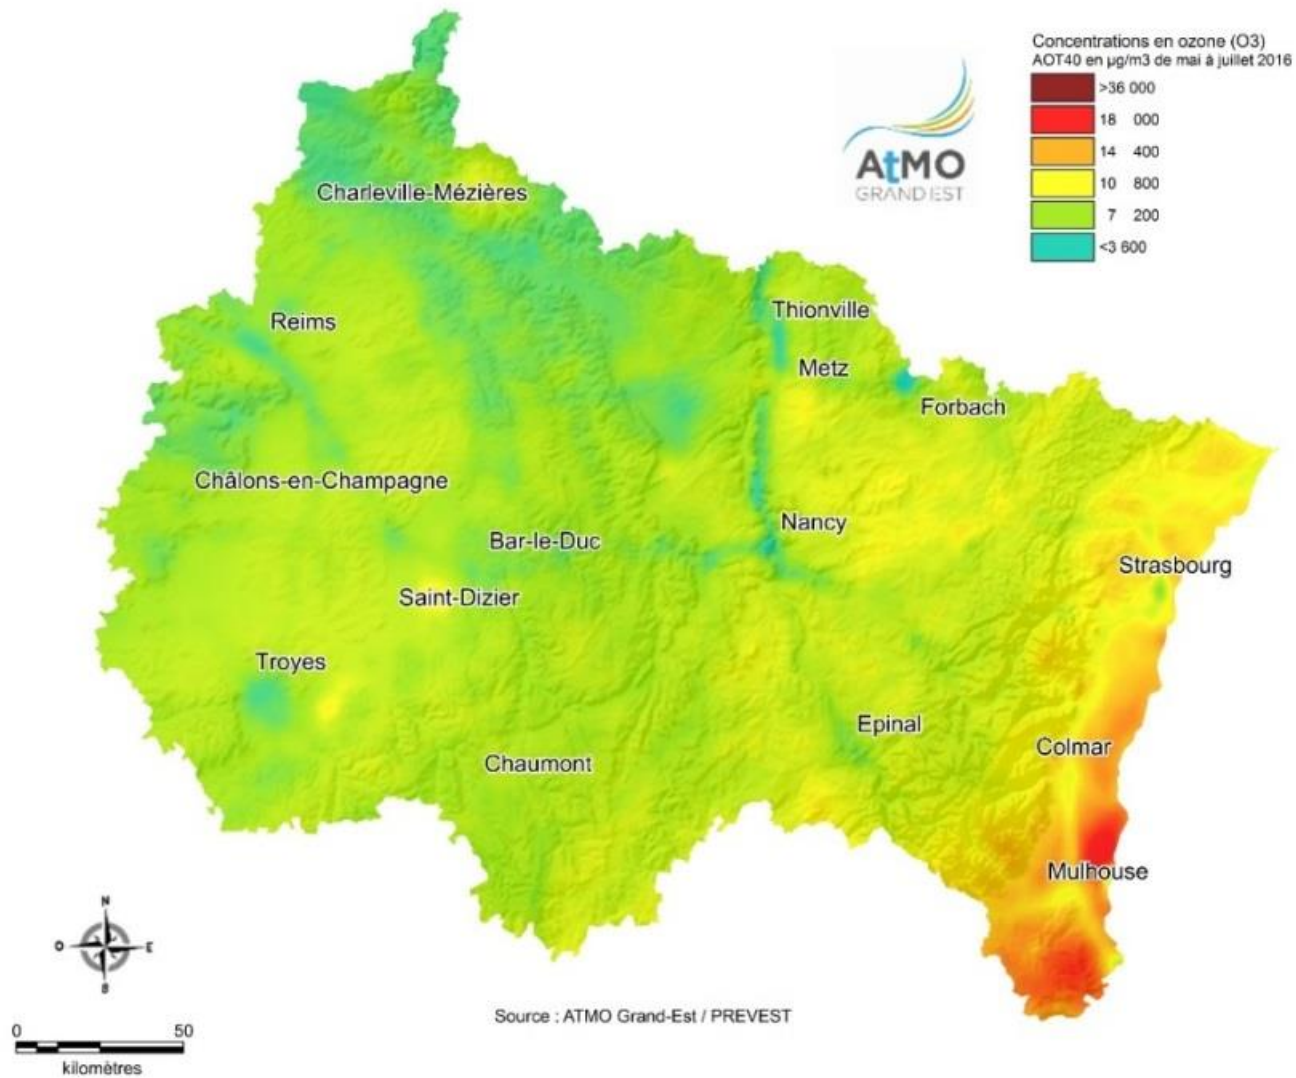 Concentrations en ozone (O3)
AOT40 en µg/m3 de mai à juillet 2016
>36 000
18 000
14 400
10 800
7 200
<3 600
AtMO
GRAND EST
Charleville-Mézières
Thionville
Reims
Metz
Forbach
Châlons-en-Champagne
Nancy
Bar-le-Duc
Strasbourg
Saint-Dizier
Troyes
Epinal
Colmar
Chaumont
Mulhouse
N
O E
S
Source : ATMO Grand-Est / PREVEST
0 50
kilomètres